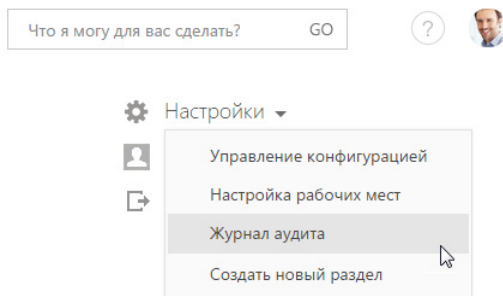 Что я могу для вас сделать? GO ?
Настройки
Управление конфигурацией
Настройка рабочих мест
Журнал аудита
Создать новый раздел